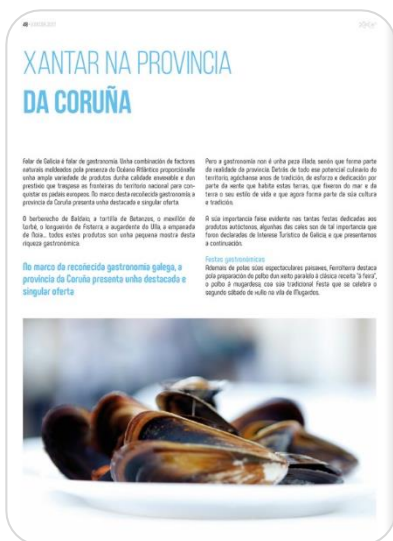 XANTAR NA PROVINCIA
DA CORUÑA
Falar de Galicia é falar de gastronomía. Unha combinación de factores
naturais moldeados pola presenza do Océano Atlántico proporciónalle
unha ampla variedade de produtos dunha calidade envexable e dun
prestixio que traspasa as fronteiras do territorio nacional para con-
quistar os padais europeos. No marco desta recoñecida gastronomía a
provincia da Coruña presenta unha destacada e singular oferta.
O berberecho de Baldaio, a tortilla de Betanzos, o mexillón de
Lorbé, o longueirón de Fisterra, a augardente do Ulla, a empanada
de Noia... todos estes produtos son unha pequena mostra desta
riqueza gastronómica.
No marco da recoñecida gastronomía galega, a
provincia da Coruña presenta unha destacada e
singular oferta
Pero a gastronomía non é unha peza illada, senón que forma parte
da realidade da provincia. Detrás de todo ese potencial culinario do
territorio, agóchanse anos de tradición, de esforzo e dedicación por
parte da xente que habita estas terras, que fixeron do mar e da
terra o seu estilo de vida e que agora forma parte da súa cultura
e tradición.
A súa importancia faise evidente nas tantas festas dedicadas aos
produtos autóctonos, algunhas das cales son de tal importancia que
foron declaradas de Interese Turístico de Galicia, e que presentamos
a continuación.
Festas gastronómicas
Ademais de polas súas espectaculares paisaxes, Ferrolterra destaca
pola preparación do polbo dun xeito paralelo á clásica receita "á feira",
o polbo á mugardesa, coa súa tradicional Festa que se celebra o
segundo sábado de xullo na vila de Mugardos.